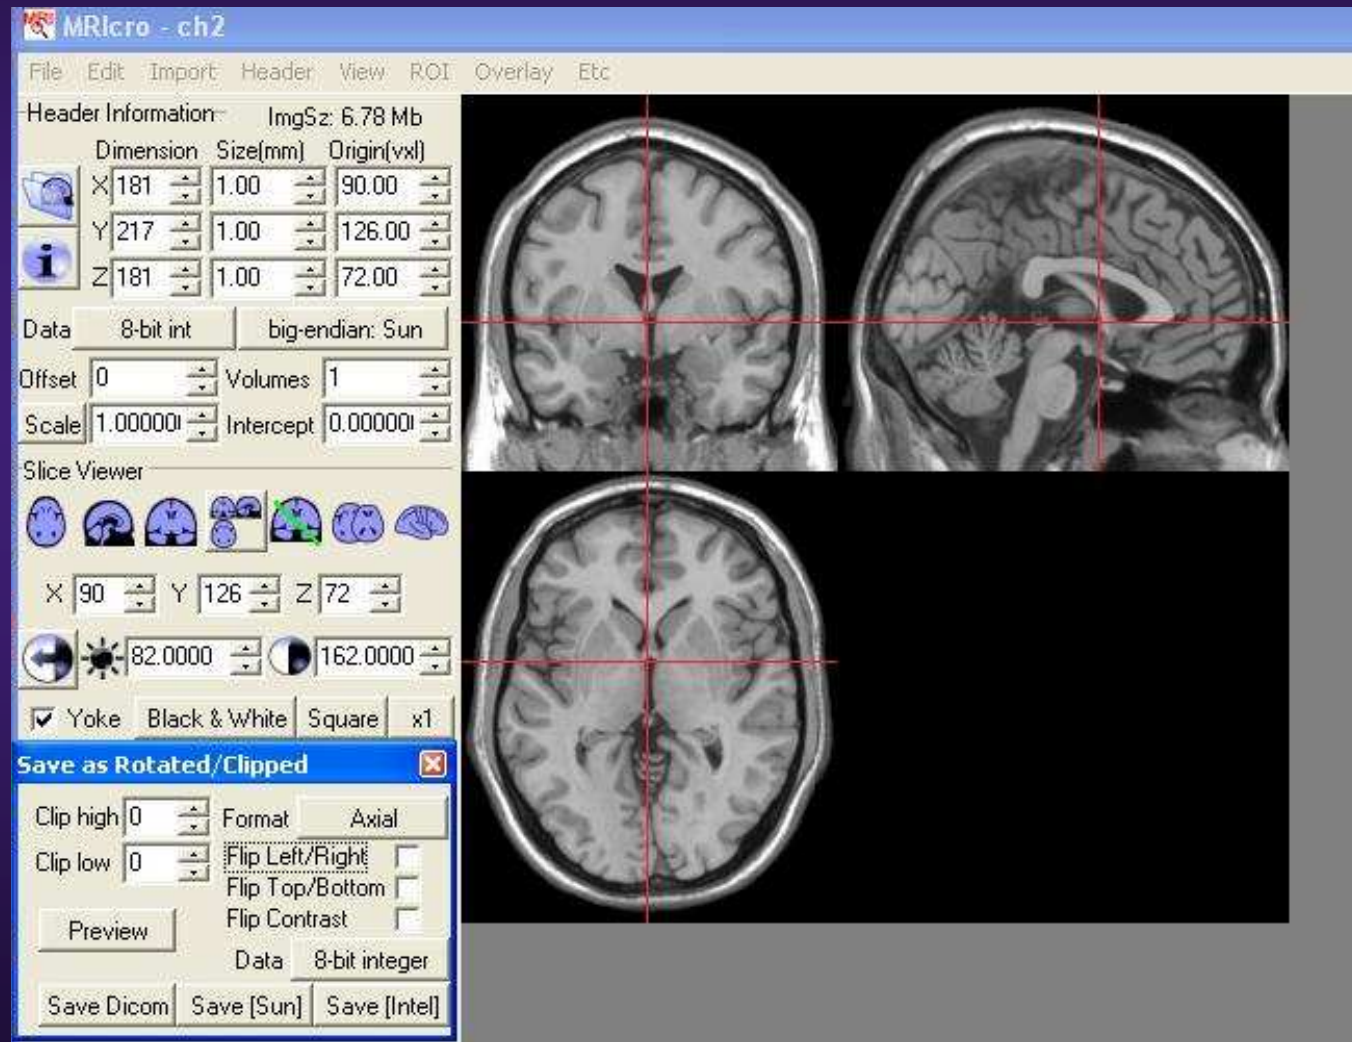 MRIcro - ch2
File Edit Import Header View ROI Overlay Etc
Header Information ImgSz: 6.78 Mb
Dimension Size(mm) Origin(vxl)
X 181 1.00 90.00
Y 217 1.00 126.00
Z 181 1.00 72.00
Data 8-bit int big-endian: Sun
Offset 0 Volumes 1
Scale 1.00000 Intercept 0.00000
Slice Viewer
X 90 Y 126 Z 72
82.0000 162.0000
Yoke Black & White Square x1
Save as Rotated/Clipped
Clip high 0 Format Axial
Clip low 0 Flip Left/Right
Flip Top/Bottom
Preview Flip Contrast
Data 8-bit integer
Save Dicom Save [Sun] Save [Intel]